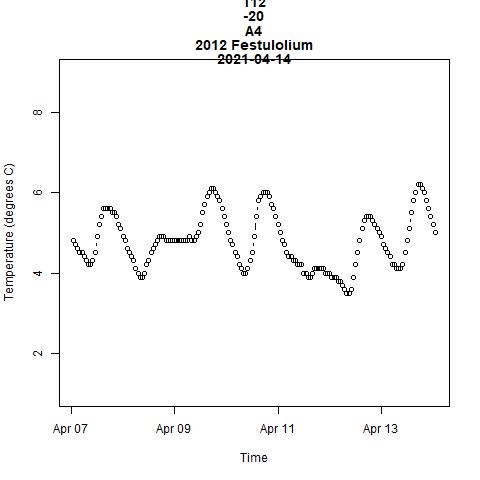 T12
-20
A4
2012 Festulolium
2021-04-14
Temperature (degrees C)
8
6
4
2
Apr 07
Apr 09
Apr 11
Apr 13
Time